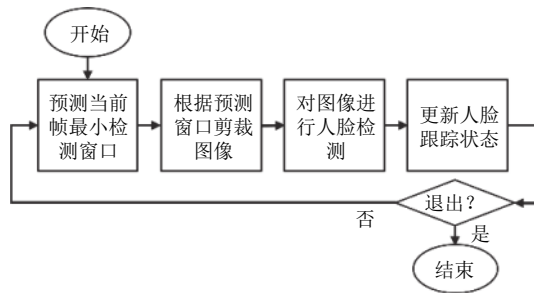 开始
预测当前
帧最小检
测窗口
根据预测
窗口剪裁
图像
对图像进
行人脸检
测
更新人脸
跟踪状态
退出？
否
是
结束